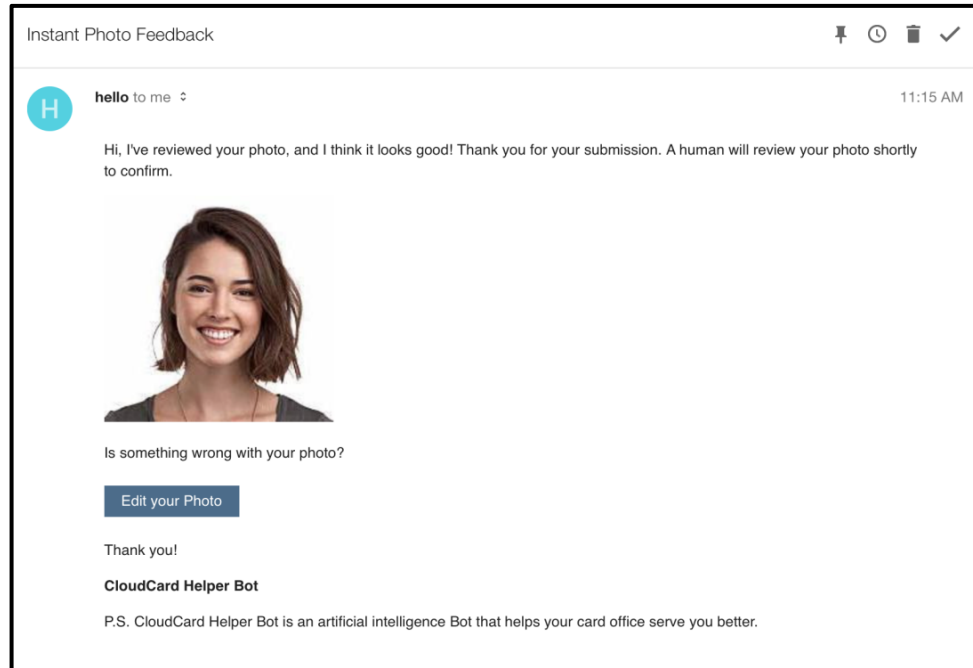 Instant Photo Feedback
H
hello to me
11:15 AM
Hi, I've reviewed your photo, and I think it looks good! Thank you for your submission. A human will review your photo shortly
to confirm.
Is something wrong with your photo?
Edit your Photo
Thank you!
CloudCard Helper Bot
P.S. CloudCard Helper Bot is an artificial intelligence Bot that helps your card office serve you better.